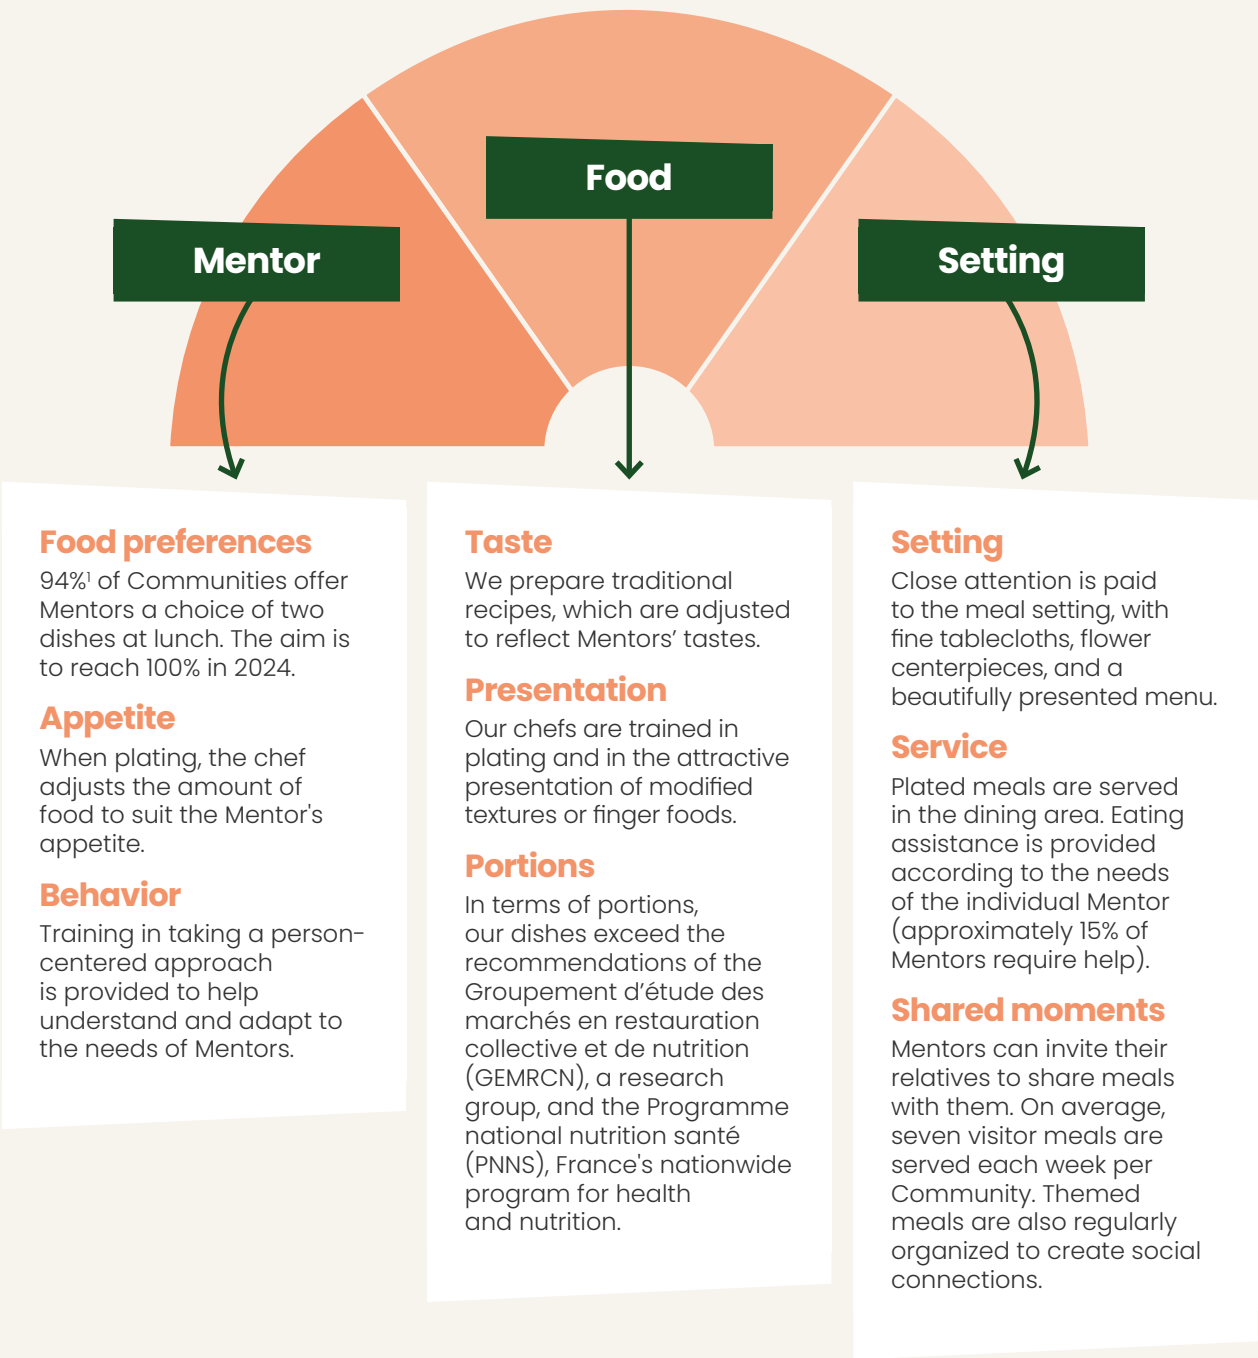 Food
Mentor
Setting
Food preferences
94%¹ of Communities offer
Mentors a choice of two
dishes at lunch. The aim is
to reach 100% in 2024.
Appetite
When plating, the chef
adjusts the amount of
food to suit the Mentor's
appetite.
Behavior
Training in taking a person-
centered approach
is provided to help
understand and adapt to
the needs of Mentors.
Taste
We prepare traditional
recipes, which are adjusted
to reflect Mentors’ tastes.
Presentation
Our chefs are trained in
plating and in the attractive
presentation of modified
textures or finger foods.
Portions
In terms of portions,
our dishes exceed the
recommendations of the
Groupement d’étude des
marchés en restauration
collective et de nutrition
(GEMRCN), a research
group, and the Programme
national nutrition santé
(PNNS), France's nationwide
program for health
and nutrition.
Setting
Close attention is paid
to the meal setting, with
fine tablecloths, flower
centerpieces, and a
beautifully presented menu.
Service
Plated meals are served
in the dining area. Eating
assistance is provided
according to the needs
of the individual Mentor
(approximately 15% of
Mentors require help).
Shared moments
Mentors can invite their
relatives to share meals
with them. On average,
seven visitor meals are
served each week per
Community. Themed
meals are also regularly
organized to create social
connections.